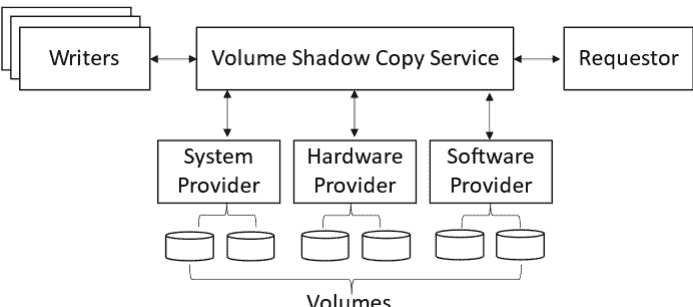 Writers
Volume Shadow Copy Service
Requestor
System
Provider
Hardware
Provider
Software
Provider
Volumes